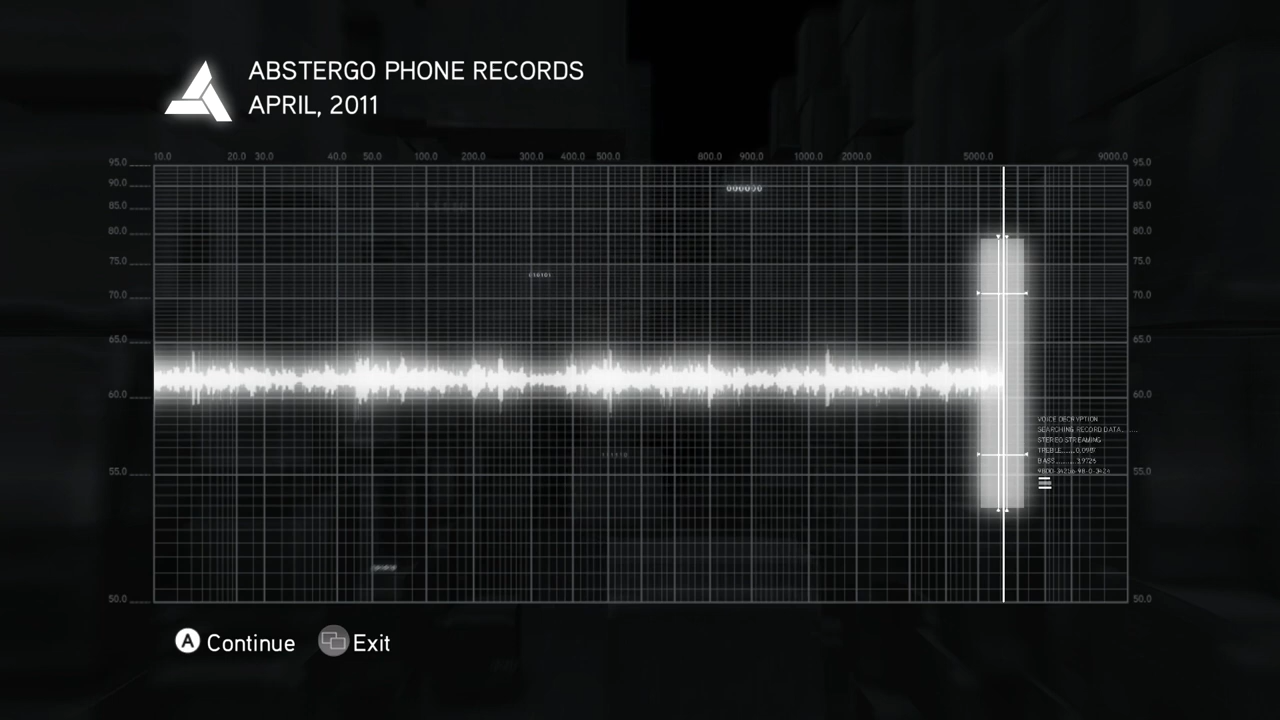 ABSTERGO PHONE RECORDS
APRIL, 2011
10.0 20.0 30.0 40.0 50.0 100.0 200.0 300.0 400.0 500.0 800.0 900.0 1000.0 2000.0 5000.0 9000.0
95.0 95.0
90.0 90.0
85.0 85.0
80.0 80.0
75.0 75.0
70.0 70.0
65.0 65.0
60.0 60.0
VOICE DECRYPTION
SEARCHING RECORD DATA
STEREO STREAMING
TREBLE
BASS
55.0 55.0
50.0 50.0
A Continue Exit